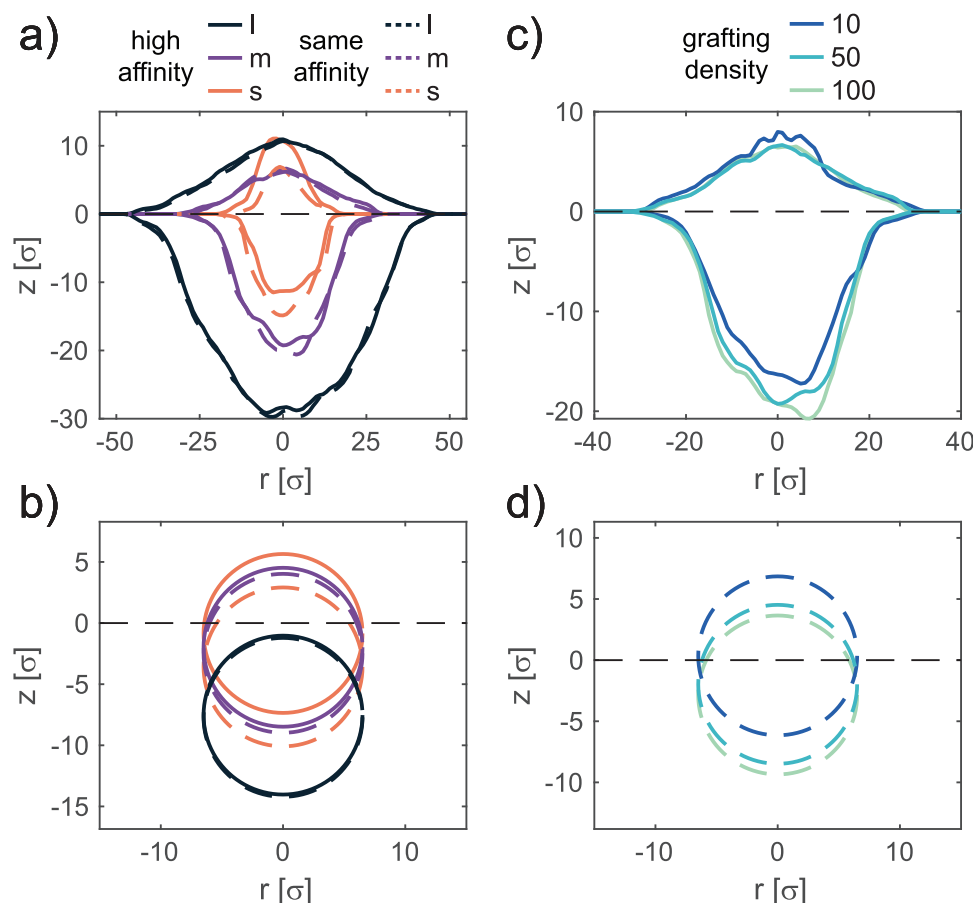 a)
high
affinity
l
m
s
same
affinity
l
m
s
z [σ]
10
0
-10
-20
-30
-50
-25
0
25
50
r [σ]
c)
grafting
density
10
50
100
z [σ]
10
0
-10
-20
-40
-20
0
20
40
r [σ]
b)
z [σ]
5
0
-5
-10
-15
-10
0
10
r [σ]
d)
z [σ]
10
5
0
-5
-10
-10
0
10
r [σ]